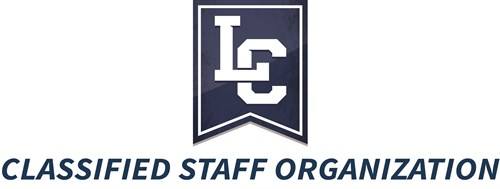 LC
CLASSIFIED STAFF ORGANIZATION